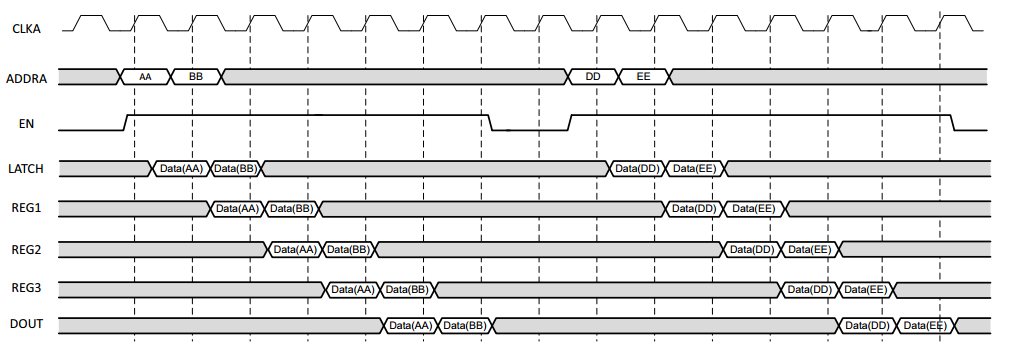 CLKA
ADDRA AA BB DD EE
EN
LATCH Data(AA) Data(BB) Data(DD) Data(EE)
REG1 Data(AA) Data(BB) Data(DD) Data(EE)
REG2 Data(AA) Data(BB) Data(DD) Data(EE)
REG3 Data(AA) Data(BB) Data(DD) Data(EE)
DOUT Data(AA) Data(BB) Data(DD) Data(EE)